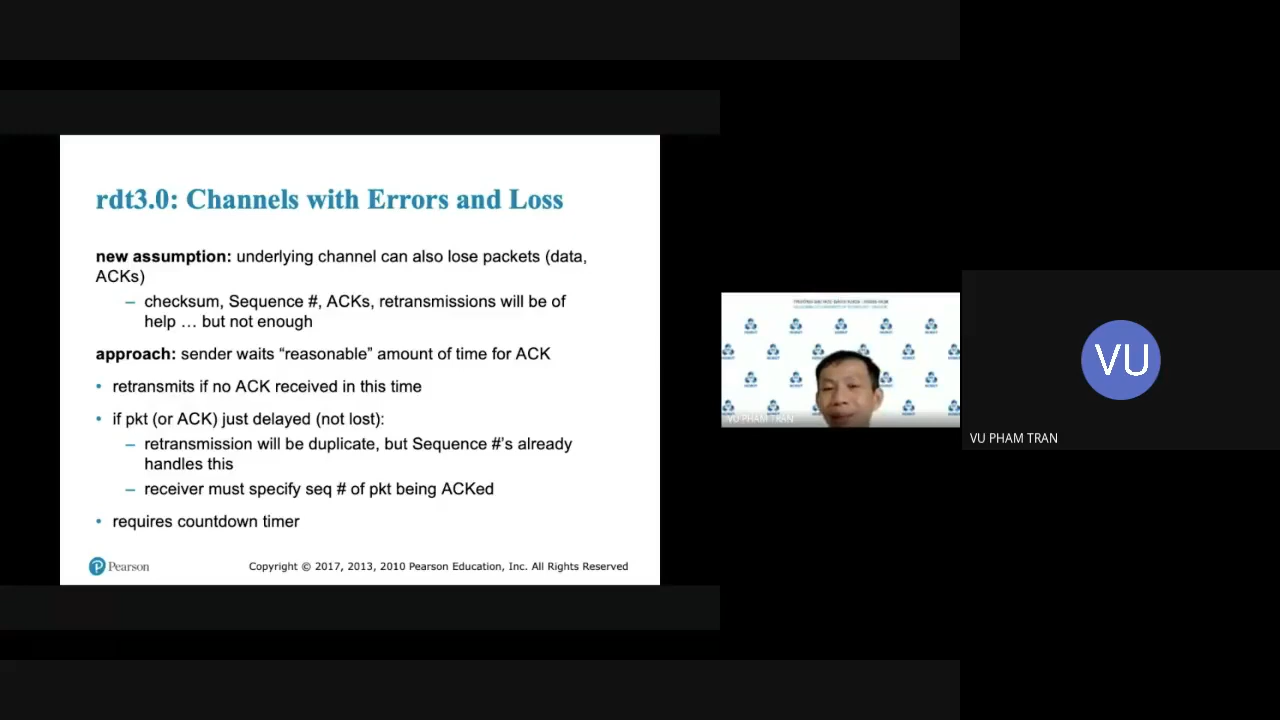 rdt3.0: Channels with Errors and Loss
new assumption: underlying channel can also lose packets (data,
ACKs)
– checksum, Sequence #, ACKs, retransmissions will be of
help … but not enough
approach: sender waits “reasonable” amount of time for ACK
• retransmits if no ACK received in this time
• if pkt (or ACK) just delayed (not lost):
– retransmission will be duplicate, but Sequence #’s already
handles this
– receiver must specify seq # of pkt being ACKed
• requires countdown timer
Pearson
Copyright © 2017, 2013, 2010 Pearson Education, Inc. All Rights Reserved
VU PHAM TRAN
VU
VU PHAM TRAN